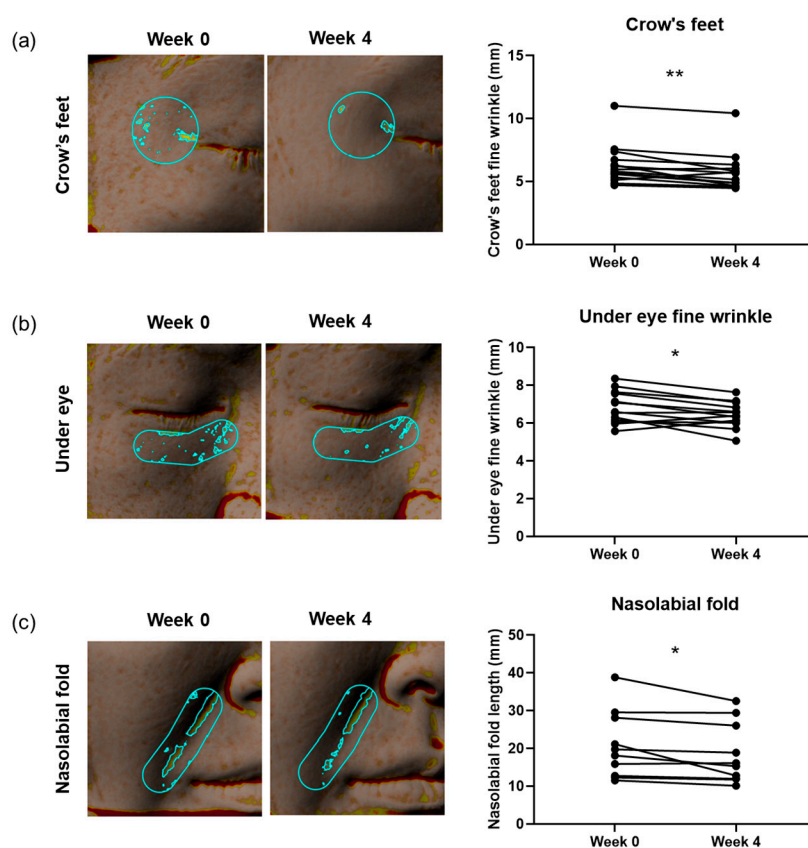 (a)
Week 0
Week 4
Crow's feet
Crow's feet
Crow's feet fine wrinkle (mm)
15
10
5
0
**
Week 0
Week 4
(b)
Week 0
Week 4
Under eye
Under eye fine wrinkle
Under eye fine wrinkle (mm)
10
8
6
4
2
0
*
Week 0
Week 4
(c)
Week 0
Week 4
Nasolabial fold
Nasolabial fold
Nasolabial fold length (mm)
50
40
30
20
10
0
*
Week 0
Week 4